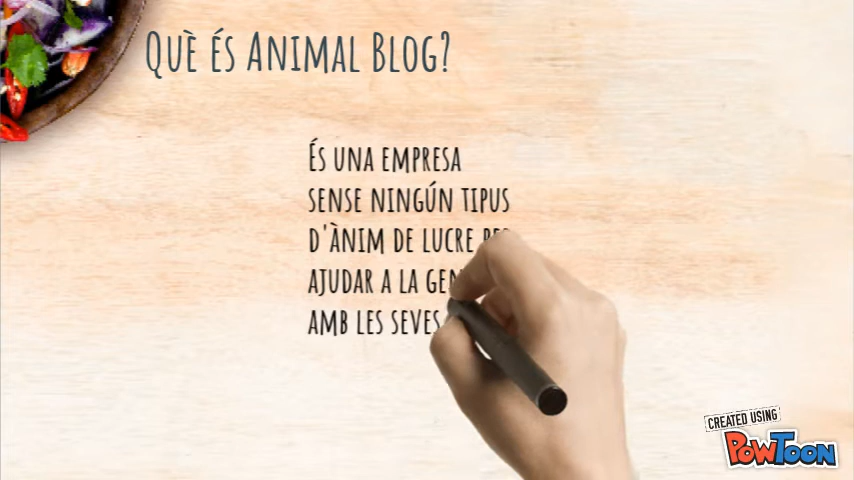 Què és Animal Blog?
És una empresa
sense ningún tipus
d'ànim de lucre
ajudar a la
amb les seves
CREATED USING
PowToon